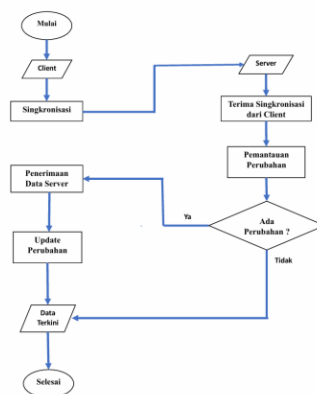 Mulai
Client
Singkronisasi
Server
Terima Singkronisasi
dari Client
Pemantauan
Perubahan
Ada
Perubahan ?
Ya
Tidak
Penerimaan
Data Server
Update
Perubahan
Data
Terkini
Selesai